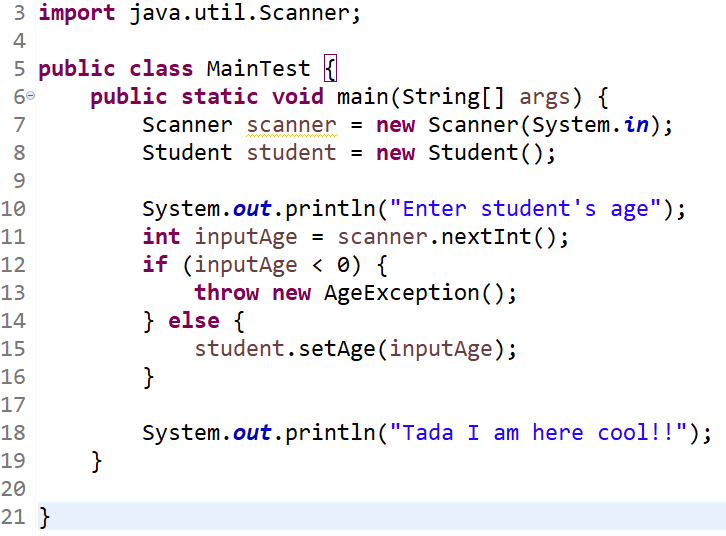 3 import java.util.Scanner;
4
5 public class MainTest {
6 public static void main(String[] args) {
7 Scanner scanner = new Scanner(System.in);
8 Student student = new Student();
9
10 System.out.println("Enter student's age");
11 int inputAge = scanner.nextInt();
12 if (inputAge < 0) {
13 throw new AgeException();
14 } else {
15 student.setAge(inputAge);
16 }
17
18 System.out.println("Tada I am here cool!!");
19 }
20
21 }